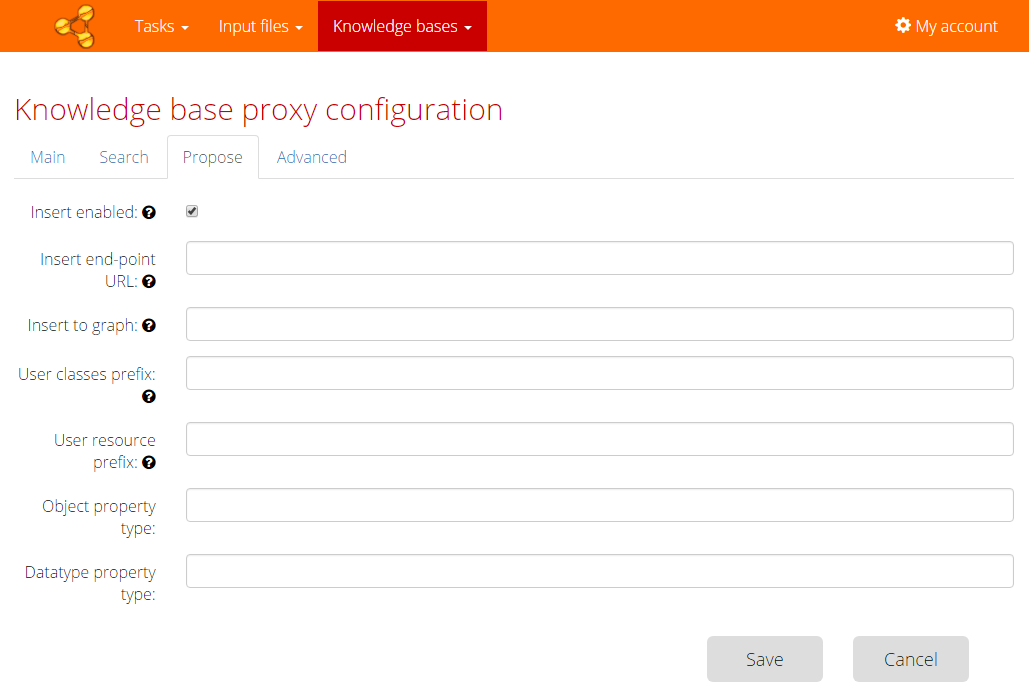 Tasks Input files Knowledge bases My account
Knowledge base proxy configuration
Main Search Propose Advanced
Insert enabled:
Insert end-point
URL:
Insert to graph:
User classes prefix:
User resource
prefix:
Object property
type:
Datatype property
type:
Save Cancel